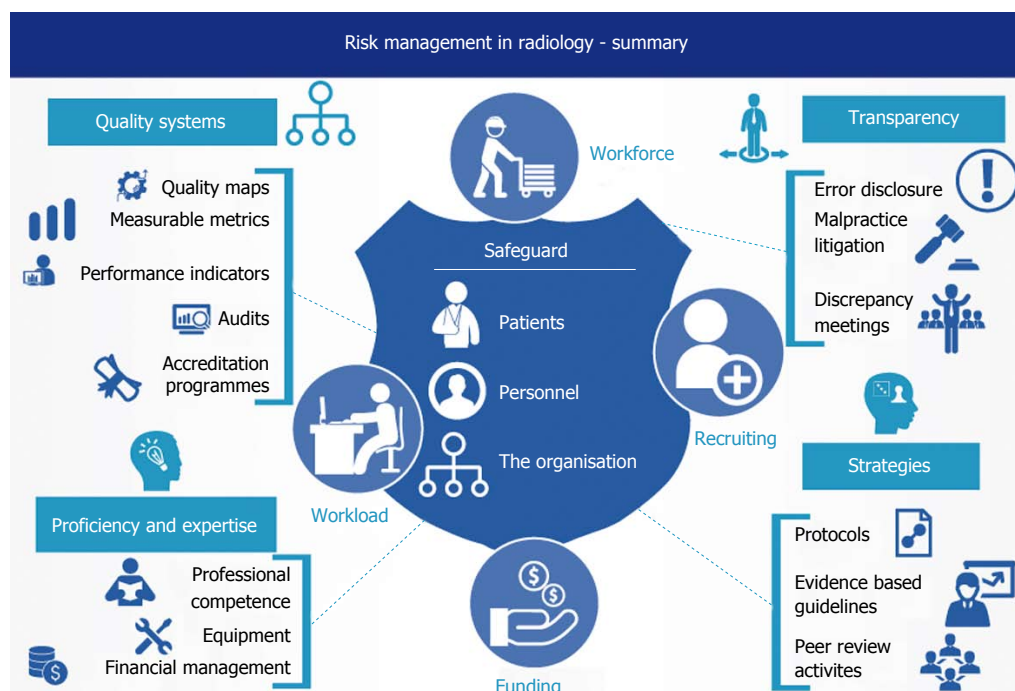 Risk management in radiology - summary
Quality systems
Quality maps
Measurable metrics
Performance indicators
Audits
Accreditation
programmes
Proficiency and expertise
Professional
competence
Equipment
Financial management
Workforce
Safeguard
Patients
Personnel
The organisation
Workload
Recruiting
Funding
Transparency
Error disclosure
Malpractice
litigation
Discrepancy
meetings
Strategies
Protocols
Evidence based
guidelines
Peer review
activites